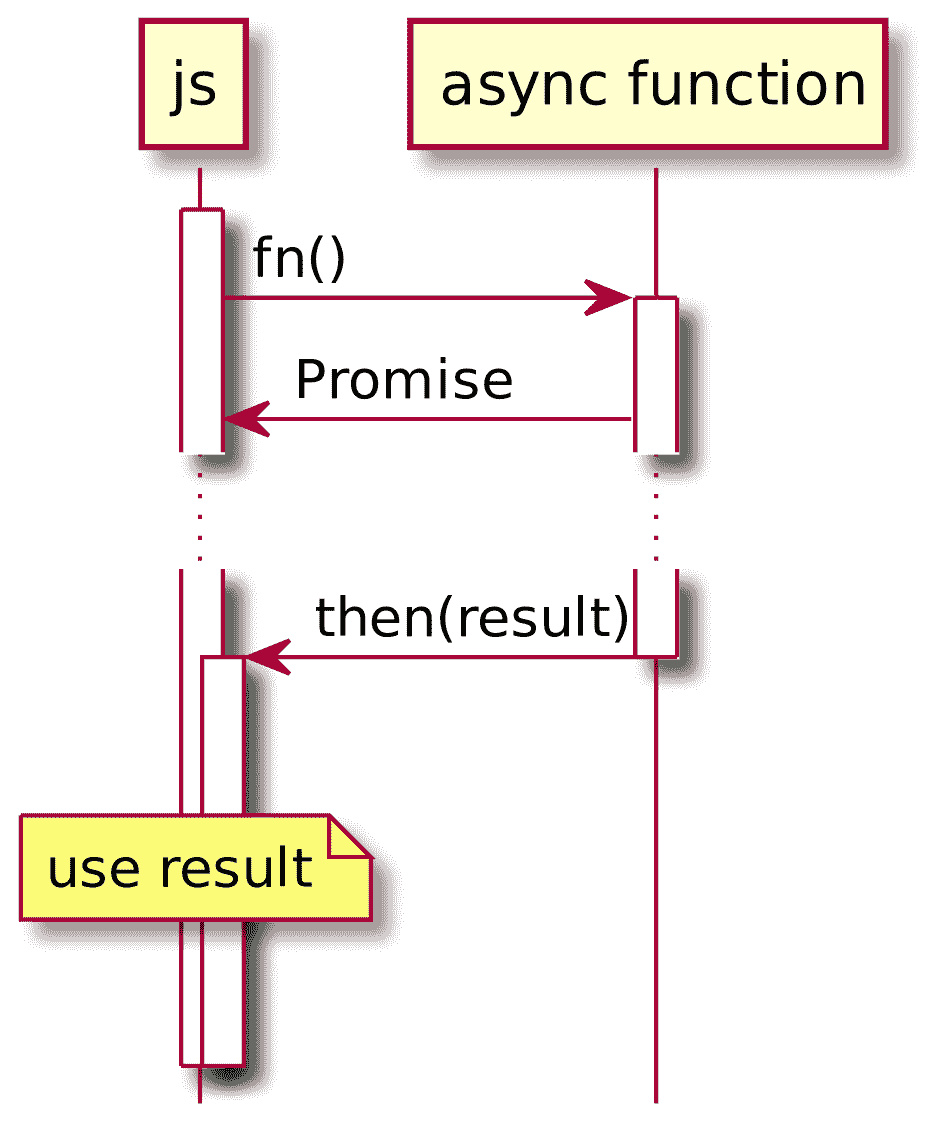 js
async function
fn()
Promise
then(result)
use result